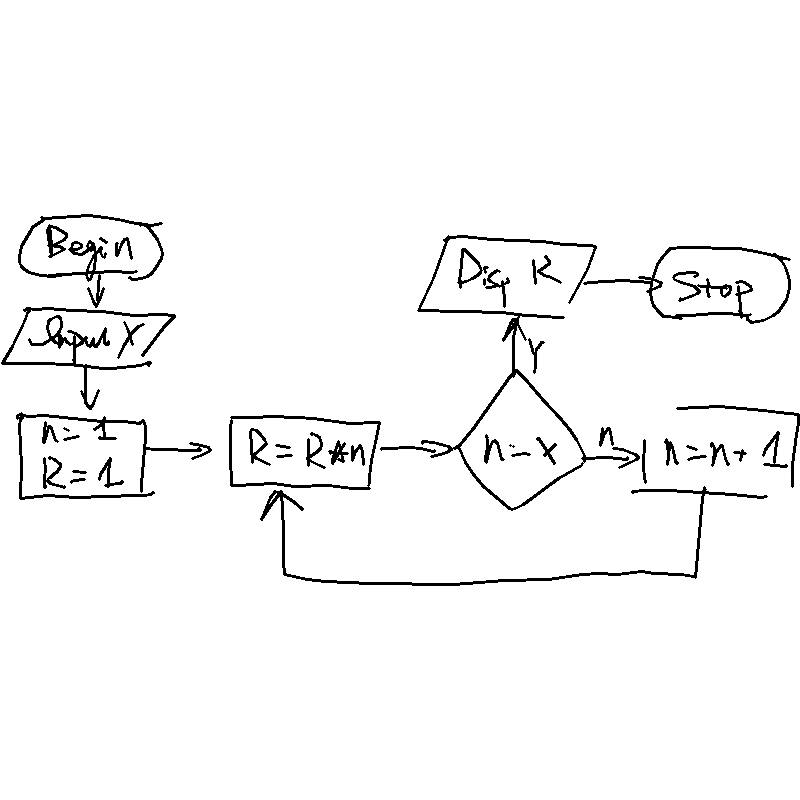 Begin
Input X
n=1
R=1
R=R*n
n=x
Y
Disp R
Stop
n
n=n+1